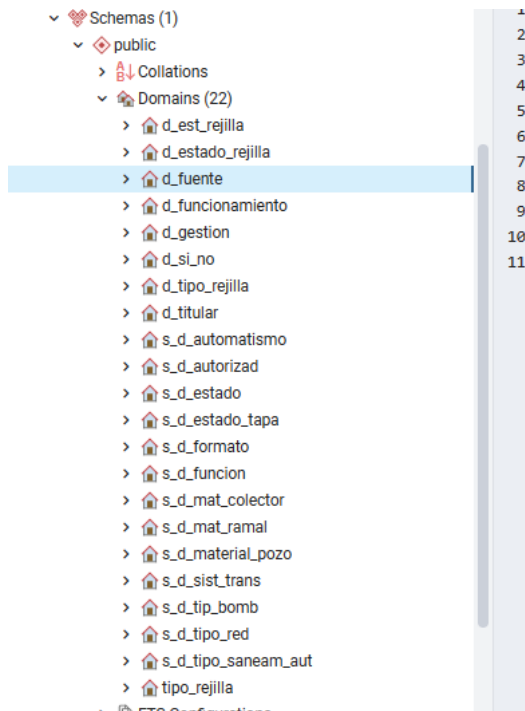 Schemas (1)
public
Collations
Domains (22)
d_est_rejilla
d_estado_rejilla
d_fuente
d_funcionamiento
d_gestion
d_si_no
d_tipo_rejilla
d_titular
s_d_automatismo
s_d_autorizad
s_d_estado
s_d_estado_tapa
s_d_formato
s_d_funcion
s_d_mat_colector
s_d_mat_ramal
s_d_material_pozo
s_d_sist_trans
s_d_tip_bomb
s_d_tipo_red
s_d_tipo_saneam_aut
tipo_rejilla
1
2
3
4
5
6
7
8
9
10
11